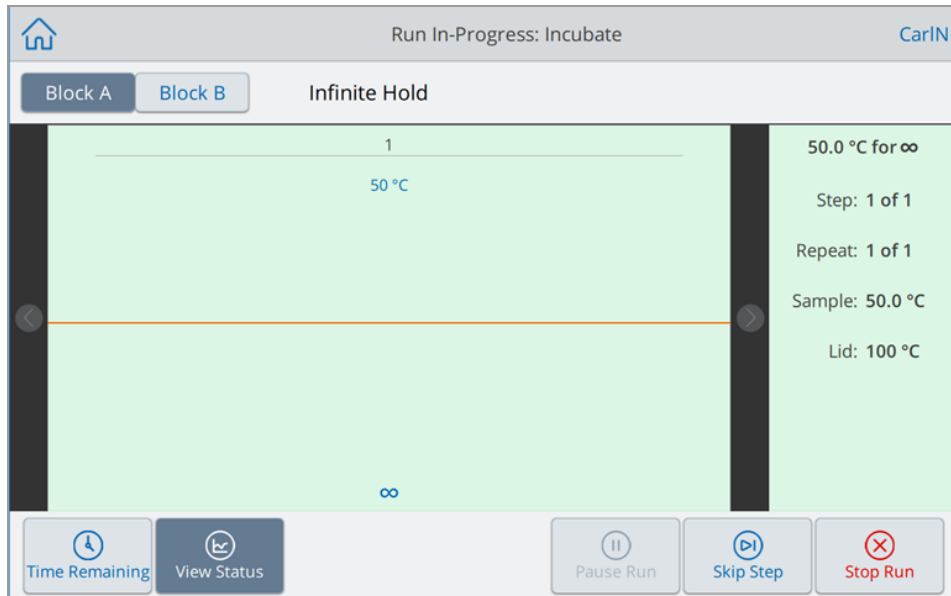 Run In-Progress: Incubate
CarlN
Block A
Block B
Infinite Hold
1
50 °C
∞
50.0 °C for ∞
Step: 1 of 1
Repeat: 1 of 1
Sample: 50.0 °C
Lid: 100 °C
Time Remaining
View Status
Pause Run
Skip Step
Stop Run